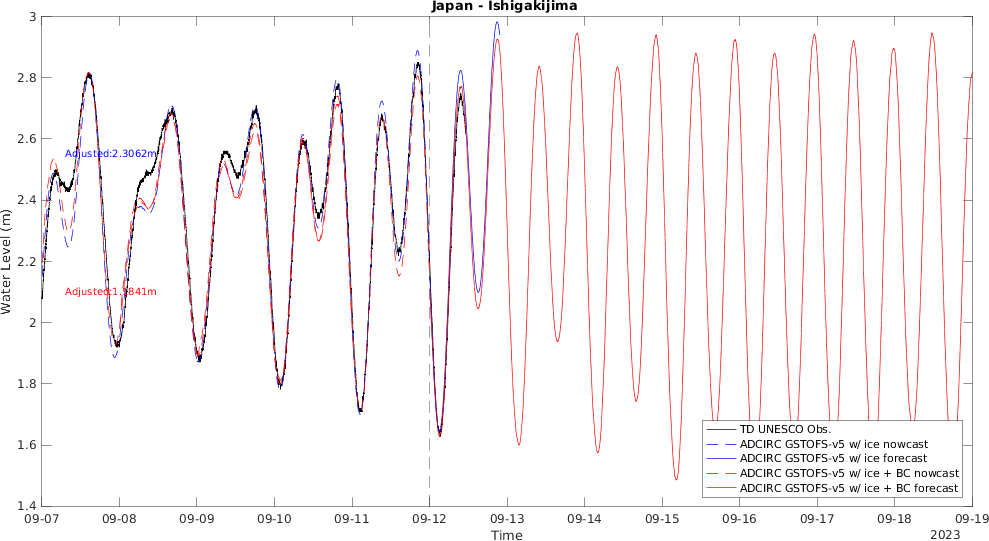 Japan - Ishigakijima
3
2.8
2.6
2.4
2.2
2
1.8
1.6
1.4
Water Level (m)
Adjusted:2.3062m
TD UNESCO Obs.
ADCIRC GSTOFS-v5 w/ ice nowcast
ADCIRC GSTOFS-v5 w/ ice forecast
ADCIRC GSTOFS-v5 w/ ice + BC nowcast
ADCIRC GSTOFS-v5 w/ ice + BC forecast
09-07 09-08 09-09 09-10 09-11 09-12 09-13 09-14 09-15 09-16 09-17 09-18 09-19
Time
2023